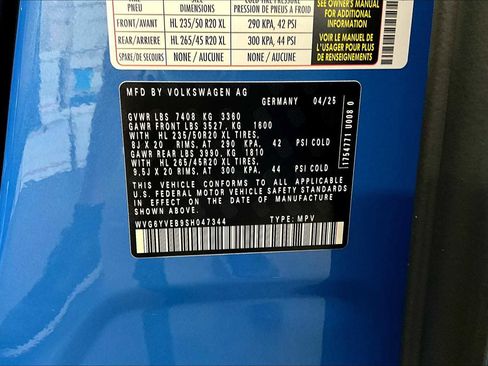 PNEU DIMENSIONS PRESSION DE PNEUS À FROID
FRONT/AVANT HL 235/50 R20 XL 290 KPA, 42 PSI
REAR/ARRIERE HL 265/45 R20 XL 300 KPA, 44 PSI
SPARE/DE SECOURS NONE / AUCUNE NONE / AUCUNE
SEE OWNER'S MANUAL
FOR ADDITIONAL
INFORMATION
VOIR LE MANUEL DE
L'USAGER POUR PLUS
DE RENSEIGNEMENTS
MFD BY VOLKSWAGEN AG
GERMANY 04/25
GVWR LBS 7408 KG 3360
GAWR FRONT LBS 3527, KG 1600
WITH HL 235/50R20 XL TIRES,
8J X 20 RIMS, AT 290 KPA, 42 PSI COLD
GAWR REAR LBS 3990, KG 1810
WITH HL 265/45R20 XL TIRES,
9,5J X 20 RIMS, AT 300 KPA, 44 PSI COLD
THIS VEHICLE CONFORMS TO ALL APPLICABLE
U.S. FEDERAL MOTOR VEHICLE SAFETY STANDARDS
IN EFFECT ON THE DATE OF MANUFACTURE
SHOWN ABOVE.
WVG6YVEB9SH047344 TYPE: MPV
1754771 U008 0